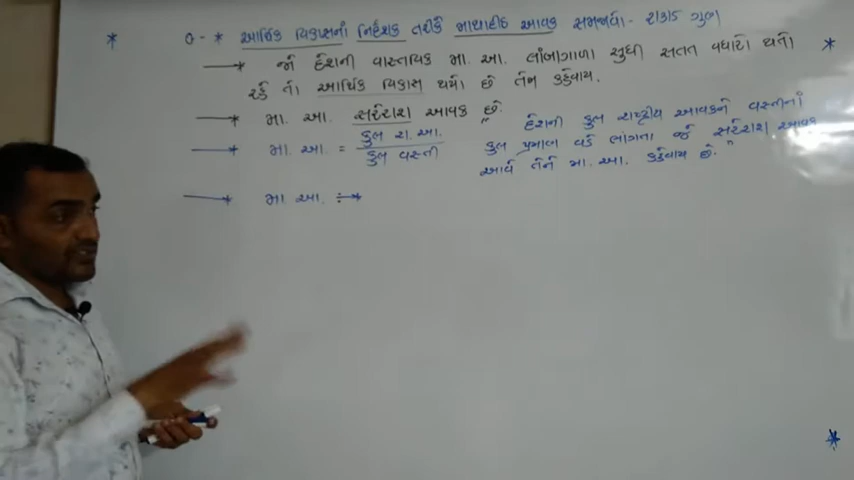 0-* આર્થિક વિકાસનાં નિર્દેશક તરીકે માથાદીઠ આવક સમજાવો-
જો દેશની વાસ્તવિક મા. આ. લાંબાગાળા સુધી સતત વધારો થતો
રહે તો આર્થિક વિકાસ થયો છે તેમ કહેવાય.
મા. આ. સરેરાશ આવક છે.
મા. આ. = કુલ રા. આ.
કુલ વસ્તી
" દેશની કુલ રાષ્ટ્રીય આવકને વસ્તીનાં
કુલ પ્રમાણ વડે ભાગતા જે સરેરાશ આવક
આવે તેને મા. આ. કહેવાય છે. "
મા. આ. ÷